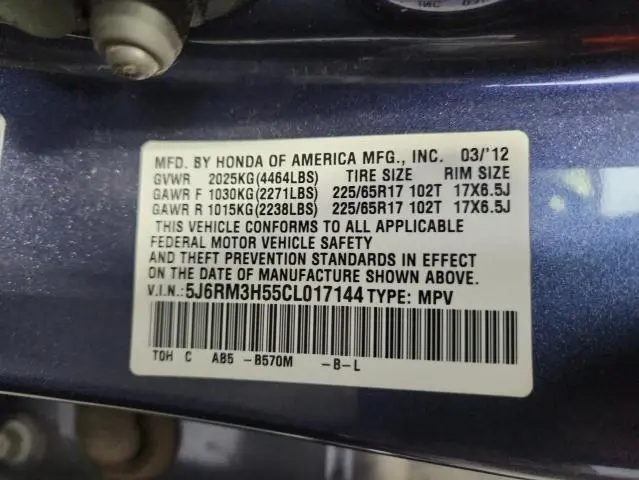 MFD. BY HONDA OF AMERICA MFG., INC. 03/'12
GVWR 2025KG(4464LBS) TIRE SIZE RIM SIZE
GAWR F 1030KG(2271LBS) 225/65R17 102T 17X6.5J
GAWR R 1015KG(2238LBS) 225/65R17 102T 17X6.5J
THIS VEHICLE CONFORMS TO ALL APPLICABLE
FEDERAL MOTOR VEHICLE SAFETY
AND THEFT PREVENTION STANDARDS IN EFFECT
ON THE DATE OF MANUFACTURE SHOWN ABOVE.
V.I.N.:5J6RM3H55CL017144 TYPE: MPV
TOH C AB5 -B570M -B-L